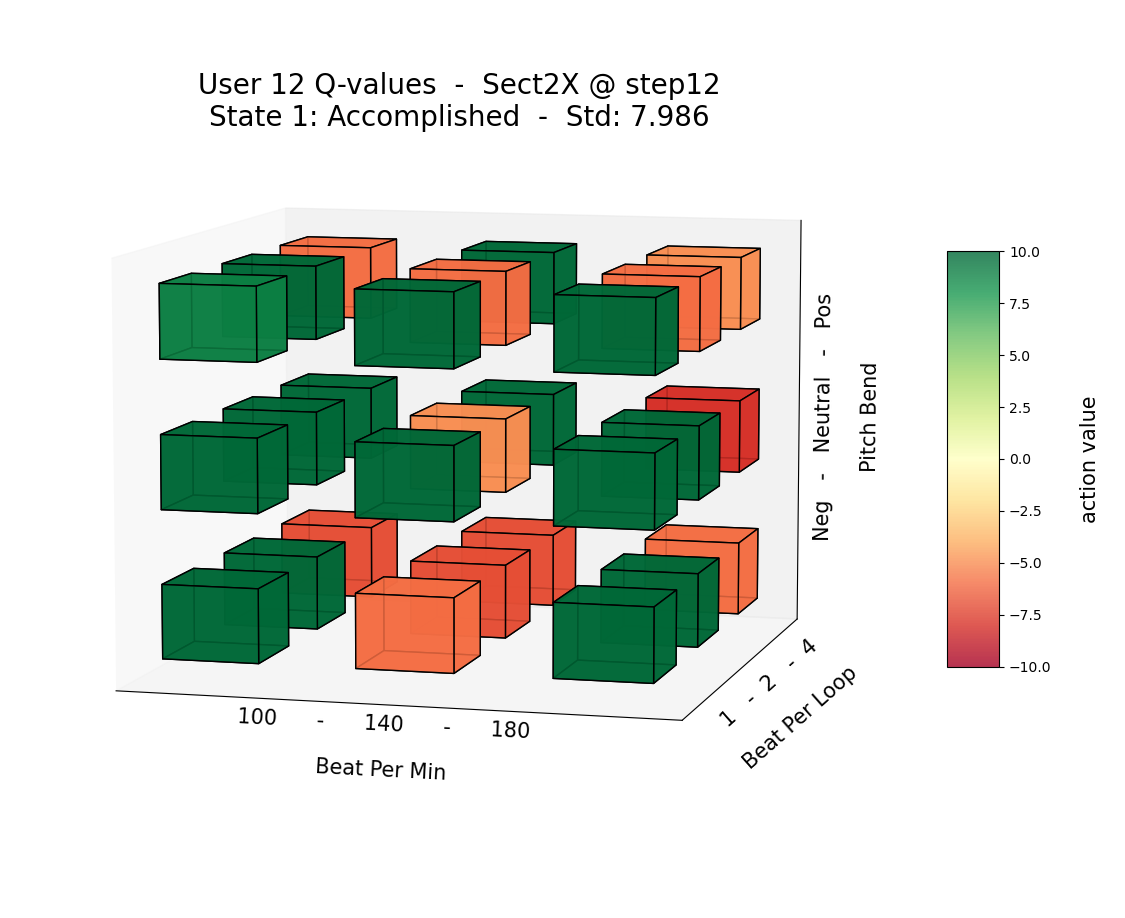 User 12 Q-values - Sect2X @ step12
State 1: Accomplished - Std: 7.986
Neg - Neutral - Pos
Pitch Bend
100 - 140 - 180
Beat Per Min
1 - 2 - 4
Beat Per Loop
10.0
7.5
5.0
2.5
0.0
−2.5
−5.0
−7.5
−10.0
action value